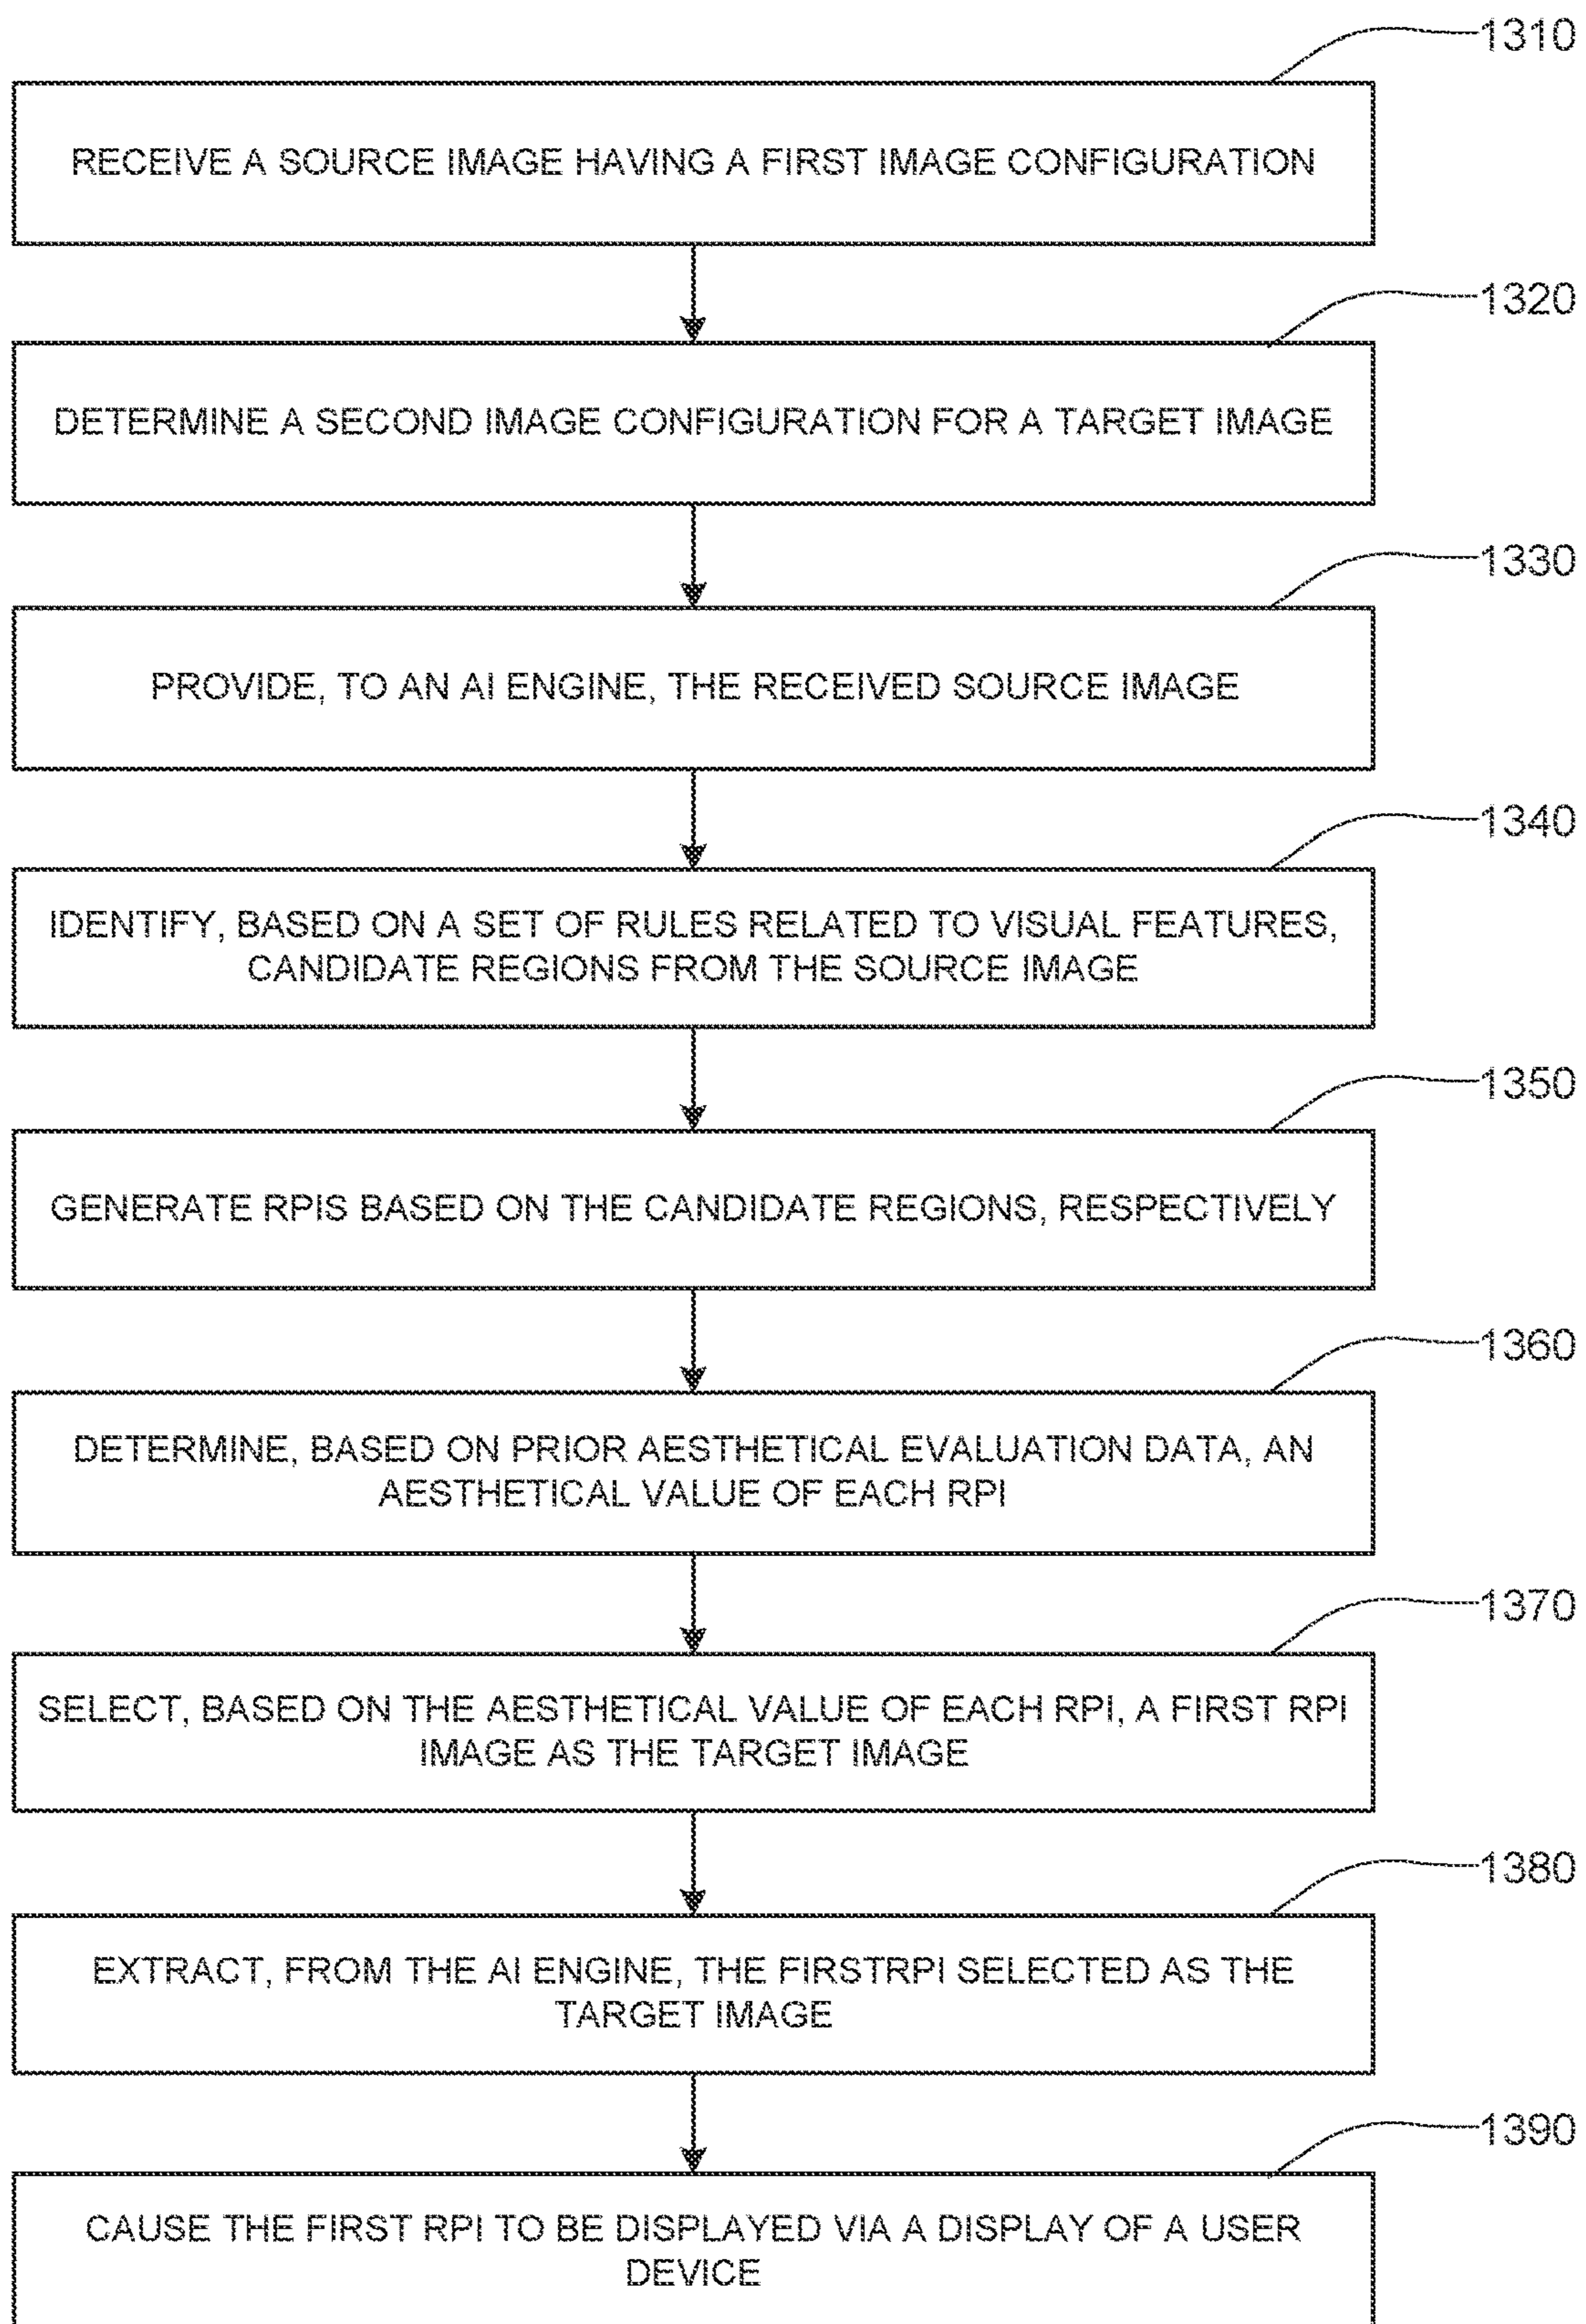 1310
RECEIVE A SOURCE IMAGE HAVING A FIRST IMAGE CONFIGURATION
1320
DETERMINE A SECOND IMAGE CONFIGURATION FOR A TARGET IMAGE
1330
PROVIDE, TO AN AI ENGINE, THE RECEIVED SOURCE IMAGE
1340
IDENTIFY, BASED ON A SET OF RULES RELATED TO VISUAL FEATURES,
CANDIDATE REGIONS FROM THE SOURCE IMAGE
1350
GENERATE RPIS BASED ON THE CANDIDATE REGIONS, RESPECTIVELY
1360
DETERMINE, BASED ON PRIOR AESTHETICAL EVALUATION DATA, AN
AESTHETICAL VALUE OF EACH RPI
1370
SELECT, BASED ON THE AESTHETICAL VALUE OF EACH RPI, A FIRST RPI
IMAGE AS THE TARGET IMAGE
1380
EXTRACT, FROM THE AI ENGINE, THE FIRSTRPI SELECTED AS THE
TARGET IMAGE
1390
CAUSE THE FIRST RPI TO BE DISPLAYED VIA A DISPLAY OF A USER
DEVICE